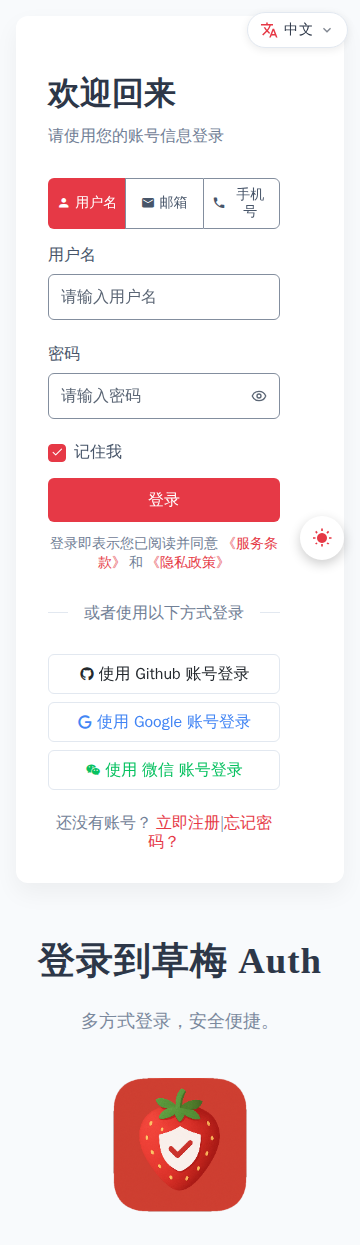 中文
欢迎回来
请使用您的账号信息登录
用户名
邮箱
手机
号
用户名
请输入用户名
密码
请输入密码
记住我
登录
登录即表示您已阅读并同意 《服务条
款》 和 《隐私政策》
或者使用以下方式登录
使用 Github 账号登录
使用 Google 账号登录
使用 微信 账号登录
还没有账号？ 立即注册|忘记密
码？
登录到草梅 Auth
多方式登录，安全便捷。